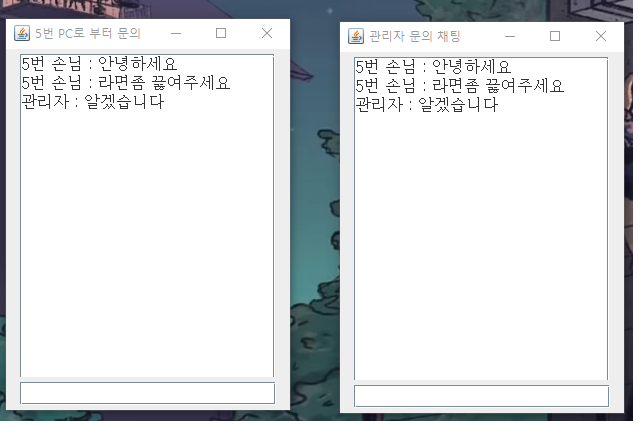 5번 PC로 부터 문의
5번 손님 : 안녕하세요
5번 손님 : 라면좀 끓여주세요
관리자 : 알겠습니다
관리자 문의 채팅
5번 손님 : 안녕하세요
5번 손님 : 라면좀 끓여주세요
관리자 : 알겠습니다